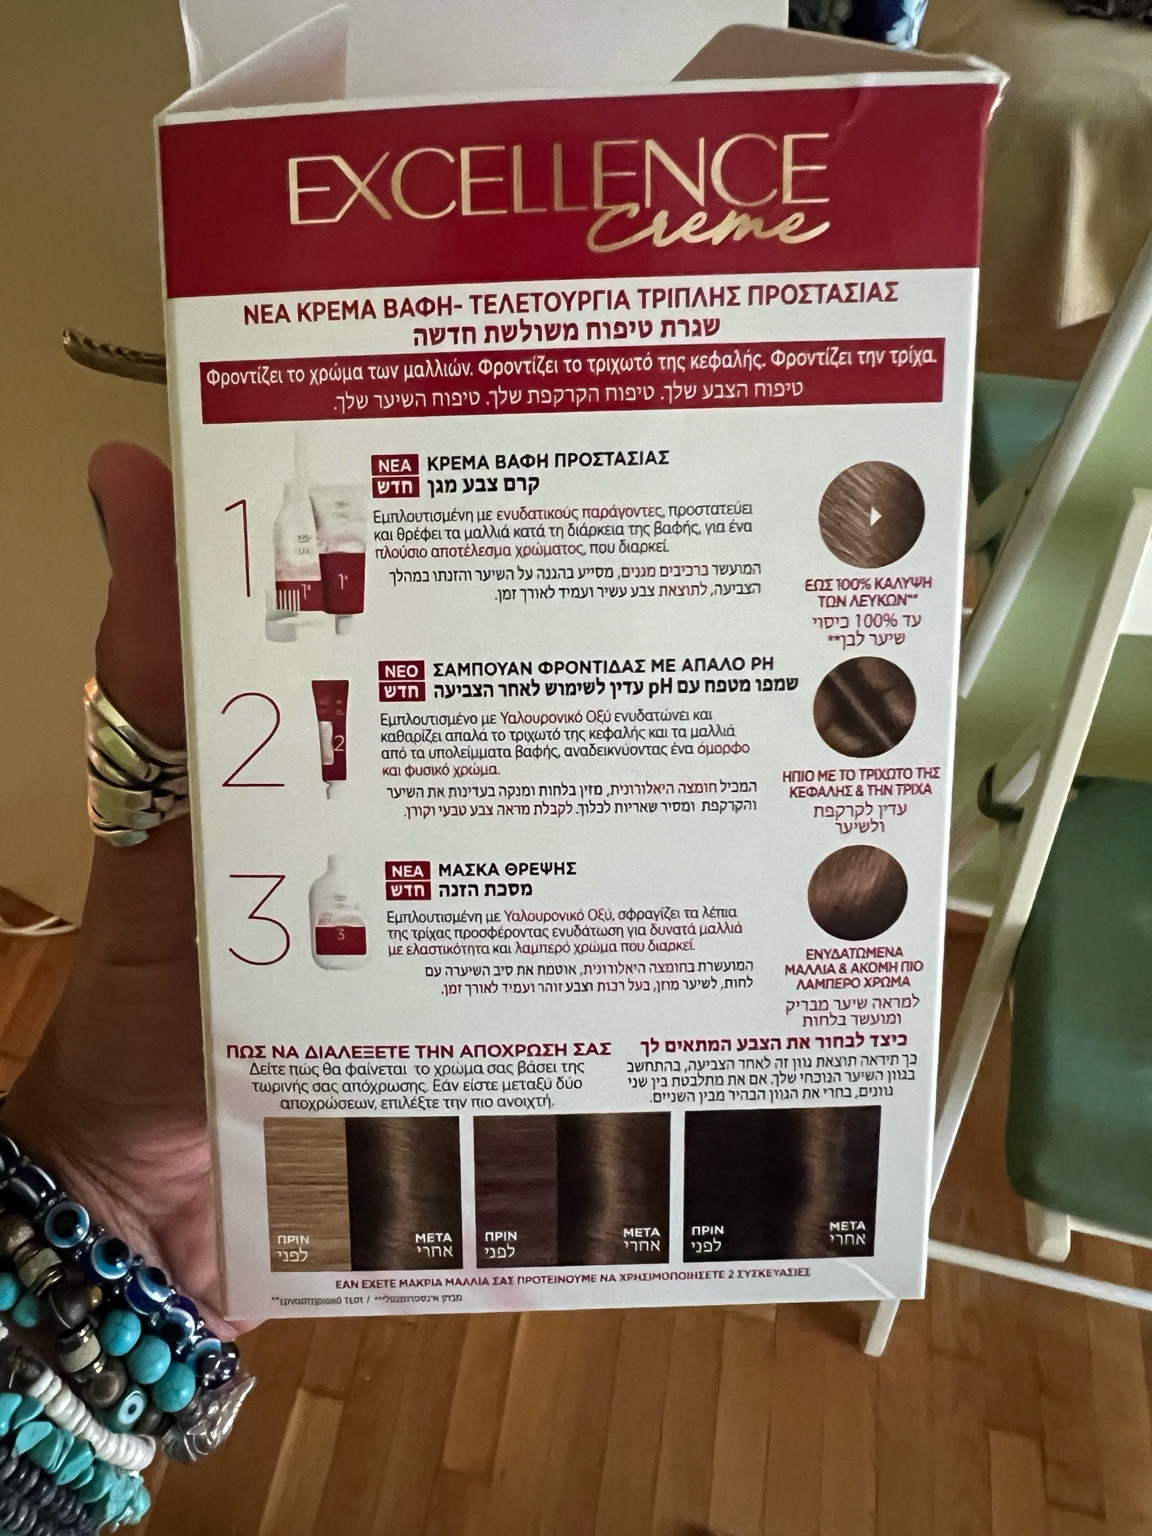 EXCELLENCE
Creme
ΝΕΑ ΚΡΕΜΑ ΒΑΦΗ- ΤΕΛΕΤΟΥΡΓΙΑ ΤΡΙΠΛΗΣ ΠΡΟΣΤΑΣΙΑΣ
שגרת טיפוח משולשת חדשה
Φροντίζει το χρώμα των μαλλιών. Φροντίζει το τριχωτό της κεφαλής. Φροντίζει την τρίχα.
טיפוח הצבע שלך. טיפוח הקרקפת שלך. טיפוח השיער שלך.
1
ΝΕΑ ΚΡΕΜΑ ΒΑΦΗ ΠΡΟΣΤΑΣΙΑΣ
חדש קרם צבע מגן
Εμπλουτισμένη με ενυδατικούς παράγοντες, προστατεύει
και θρέφει τα μαλλιά κατά τη διάρκεια της βαφής, για ένα
πλούσιο αποτέλεσμα χρώματος, που διαρκεί.
המועשר ברכיבים מגנים, מסייע בהגנה על השיער והזנתו במהלך
הצביעה, לתוצאת צבע עשיר ועמיד לאורך זמן.
ΕΩΣ 100% ΚΑΛΥΨΗ
ΤΩΝ ΛΕΥΚΩΝ**
עד 100% כיסוי
שיער לבן**
2
ΝΕΟ ΣΑΜΠΟΥΑΝ ΦΡΟΝΤΙΔΑΣ ΜΕ ΑΠΑΛΟ PH
חדש שמפו מטפח עם pH עדין לשימוש לאחר הצביעה
2
Εμπλουτισμένο με Υαλουρονικό Οξύ ενυδατώνει και
καθαρίζει απαλά το τριχωτό της κεφαλής και τα μαλλιά
από τα υπολείμματα βαφής, αναδεικνύοντας ένα όμορφο
και φυσικό χρώμα.
המכיל חומצה היאלורונית, מזין בלחות ומנקה בעדינות את השיער
והקרקפת ומסיר שאריות לכלוך. לקבלת מראה צבע טבעי וקורן.
ΗΠΙΟ ΜΕ ΤΟ ΤΡΙΧΩΤΟ ΤΗΣ
ΚΕΦΑΛΗΣ & ΤΗΝ ΤΡΙΧΑ
עדין לקרקפת
ולשיער
3
ΝΕΑ ΜΑΣΚΑ ΘΡΕΨΗΣ
חדש מסכת הזנה
3
Εμπλουτισμένη με Υαλουρονικό Οξύ, σφραγίζει τα λέπια
της τρίχας προσφέροντας ενυδάτωση για δυνατά μαλλιά
με ελαστικότητα και λαμπερό χρώμα που διαρκεί.
המועשרת בחומצה היאלורונית, אוטמת את סיב השיערה עם
לחות, לשיער מחן, בעל רכות וצבע זוהר ועמיד לאורך זמן.
ΕΝΥΔΑΤΩΜΕΝΑ
ΜΑΛΛΙΑ & ΑΚΟΜΗ ΠΙΟ
ΛΑΜΠΕΡΟ ΧΡΩΜΑ
למראה שיער מבריק
ומועשר בלחות
ΠΩΣ ΝΑ ΔΙΑΛΕΞΕΤΕ ΤΗΝ ΑΠΟΧΡΩΣΗ ΣΑΣ
Δείτε πώς θα φαίνεται το χρώμα σας βάσει της
τωρινής σας απόχρωσης. Εάν είστε μεταξύ δύο
αποχρώσεων, επιλέξτε την πιο ανοιχτή.
כיצד לבחור את הצבע המתאים לך
כך תיראה תוצאת גוון זה לאחר הצביעה, בהתחשב
בגוון השיער הנוכחי שלך. אם את מתלבטת בין שני
גוונים, בחרי את הגוון הבהיר מבין השניים.
ΠΡΙΝ ΜΕΤΑ ΠΡΙΝ ΜΕΤΑ ΠΡΙΝ ΜΕΤΑ
לפני אחרי לפני אחרי לפני אחרי
ΕΑΝ ΕΧΕΤΕ ΜΑΚΡΙΑ ΜΑΛΛΙΑ ΣΑΣ ΠΡΟΤΕΙΝΟΥΜΕ ΝΑ ΧΡΗΣΙΜΟΠΟΙΗΣΕΤΕ 2 ΣΥΣΚΕΥΑΣΙΕΣ
**εργαστηριακό τεστ / **מבחן אינסטרומנטלי